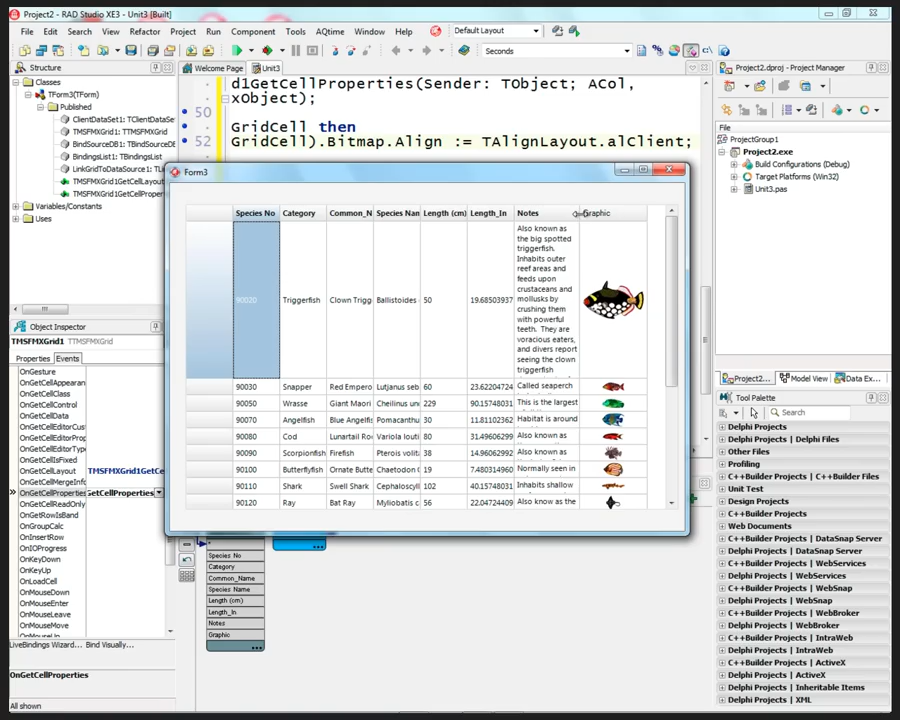 Project2 - RAD Studio XE3 - Unit3 [Built]
File Edit Search View Refactor Project Run Component Tools AQtime Window Help Default Layout
Seconds
Structure
Classes
TForm3(TForm)
Published
ClientDataSet1: TClientDataSet
TMSFMXGrid1: TTMSFMXGrid
BindSourceDB1: TBindSource
BindingsList1: TBindingsList
LinkGridToDataSource1: TLi
TMSFMXGrid1GetCellLayout
TMSFMXGrid1GetCellProper
Variables/Constants
Uses
Welcome Page Unit3
d1GetCellProperties(Sender: TObject; ACol,
xObject);
50
GridCell then
52 GridCell).Bitmap.Align := TAlignLayout.alClient;
Form3
Species No Category Common_N Species Nan Length (cm) Length_In Notes Graphic
90020 Triggerfish Clown Trigg Ballistoides 50 19.68503937
Also known as
the big spotted
triggerfish.
Inhabits outer
reef areas and
feeds upon
crustaceans and
mollusks by
crushing them
with powerful
teeth. They are
voracious eaters,
and divers report
seeing the clown
triggerfish
90030 Snapper Red Empero Lutjanus seb 60 23.62204724 Called seaperch
90050 Wrasse Giant Maori Cheilinus un 229 90.15748031 This is the largest
90070 Angelfish Blue Angelfi Pomacanthu 30 11.81102362 Habitat is around
90080 Cod Lunartail Ro Variola louti 80 31.49606299 Also known as
90090 Scorpionfish Firefish Pterois volita 38 14.96062992 Also known as
90100 Butterflyfish Ornate Butte Chaetodon C 19 7.480314960 Normally seen in
90110 Shark Swell Shark Cephaloscyl 102 40.15748031 Inhabits shallow
90120 Ray Bat Ray Myliobatis c 56 22.04724409 Also know as the
Object Inspector
TMSFMXGrid1 TTMSFMXGrid
Properties Events
OnGesture
OnGetCellAppearan
OnGetCellClass
OnGetCellControl
OnGetCellData
OnGetCellEditorCus
OnGetCellEditorProp
OnGetCellEditorType
OnGetCellIsFixed
OnGetCellLayout TMSFMXGrid1GetCe
OnGetCellProperties GetCellProperties
OnGetCellReadOnly
OnGetRowIsBand
OnGroupCalc
OnInsertRow
OnIOProgress
OnKeyDown
OnKeyUp
OnLoadCell
OnMouseDown
OnMouseEnter
OnMouseLeave
OnMouseMove
OnMouseUp
LiveBindings Wizard... Bind Visually...
OnGetCellProperties
All shown
*
Species No
Category
Common_Name
Species Name
Length (cm)
Length_In
Notes
Graphic
Project2.dproj - Project Manager
File
ProjectGroup1
Project2.exe
Build Configurations (Debug)
Target Platforms (Win32)
Unit3.pas
Project2... Model View Data Ex...
Tool Palette
Search
Delphi Projects
Delphi Projects | Delphi Files
Other Files
Profiling
C++Builder Projects | C++Builder Files
Unit Test
Design Projects
C++Builder Projects
Web Documents
C++Builder Projects | DataSnap Server
Delphi Projects | DataSnap Server
C++Builder Projects | WebServices
Delphi Projects | WebServices
C++Builder Projects | WebSnap
Delphi Projects | WebSnap
C++Builder Projects | WebBroker
Delphi Projects | WebBroker
C++Builder Projects | IntraWeb
Delphi Projects | IntraWeb
C++Builder Projects | ActiveX
Delphi Projects | ActiveX
Delphi Projects | Inheritable Items
Delphi Projects | XML